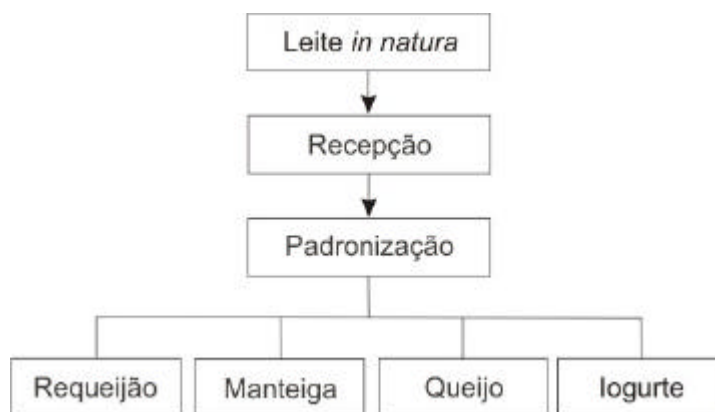 Leite in natura
Recepção
Padronização
Requeijão
Manteiga
Queijo
Iogurte